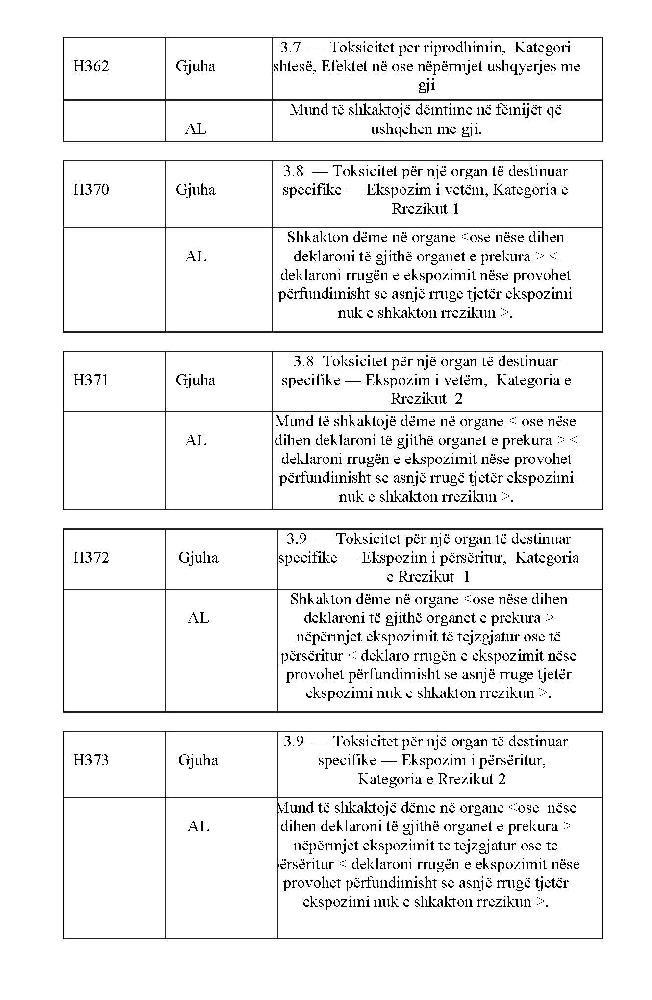 3.7 — Toksicitet per riprodhimin, Kategori
H362 Gjuha shtesë, Efektet në ose nëpërmjet ushqyerjes me
gji
Mund të shkaktojë dëmtime në fëmijët që
AL ushqehen me gji.
3.8 — Toksicitet për një organ të destinuar
H370 Gjuha specifike — Ekspozim i vetëm, Kategoria e
Rrezikut 1
Shkakton dëme në organe <ose nëse dihen
AL deklaroni të gjithë organet e prekura > <
deklaroni rrugën e ekspozimit nëse provohet
përfundimisht se asnjë rruge tjetër ekspozimi
nuk e shkakton rrezikun >.
3.8 Toksicitet për një organ të destinuar
H371 Gjuha specifike — Ekspozim i vetëm, Kategoria e
Rrezikut 2
Mund të shkaktojë dëme në organe < ose nëse
AL dihen deklaroni të gjithë organet e prekura > <
deklaroni rrugën e ekspozimit nëse provohet
përfundimisht se asnjë rrugë tjetër ekspozimi
nuk e shkakton rrezikun >.
3.9 — Toksicitet për një organ të destinuar
H372 Gjuha specifike — Ekspozim i përsëritur, Kategoria
e Rrezikut 1
Shkakton dëme në organe <ose nëse dihen
AL deklaroni të gjithë organet e prekura >
nëpërmjet ekspozimit të tejzgjatur ose të
përsëritur < deklaro rrugën e ekspozimit nëse
provohet përfundimisht se asnjë rruge tjetër
ekspozimi nuk e shkakton rrezikun >.
3.9 — Toksicitet për një organ të destinuar
H373 Gjuha specifike — Ekspozim i përsëritur,
Kategoria e Rrezikut 2
Mund të shkaktojë dëme në organe <ose nëse
AL dihen deklaroni të gjithë organet e prekura >
nëpërmjet ekspozimit te tejzgjatur ose te
përsëritur < deklaroni rrugën e ekspozimit nëse
provohet përfundimisht se asnjë rrugë tjetër
ekspozimi nuk e shkakton rrezikun >.